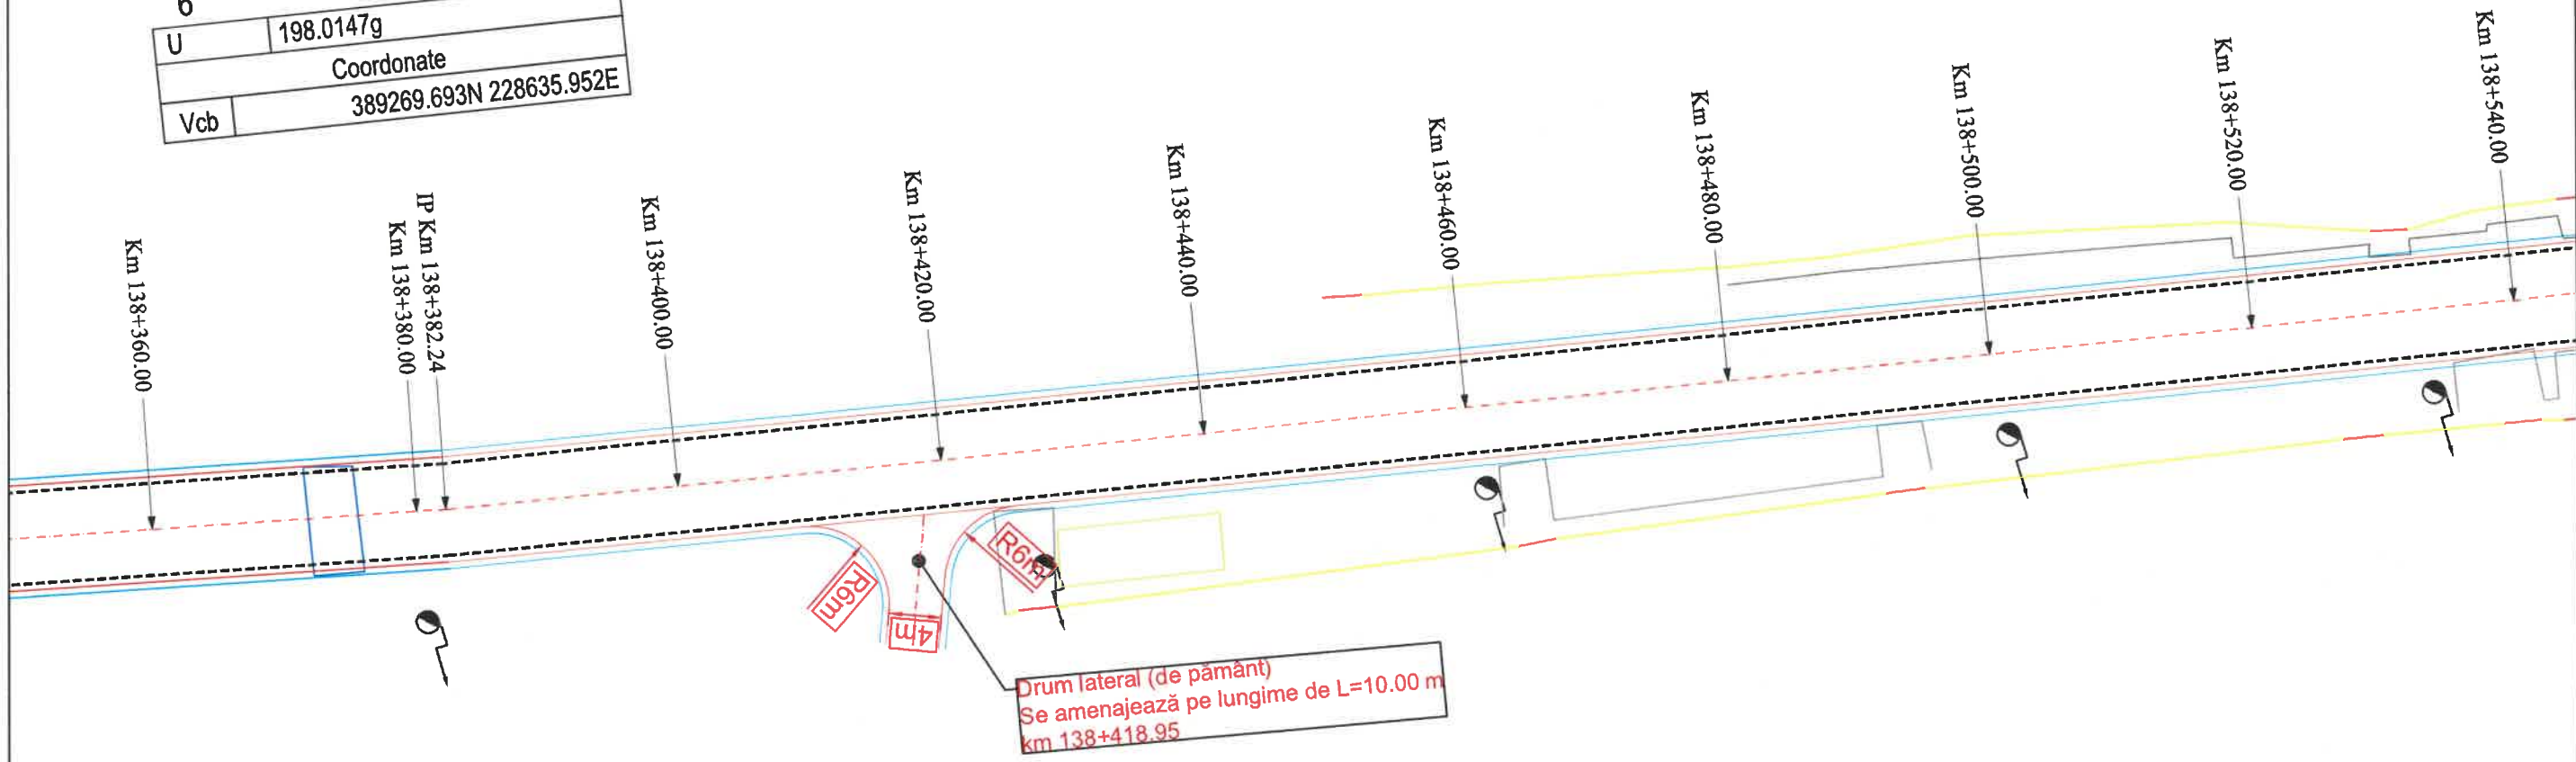 6
U 198.0147g
Coordonate
Vcb 389269.693N 228635.952E
Km 138+360.00
Km 138+380.00
IP Km 138+382.24
Km 138+400.00
Km 138+420.00
Km 138+440.00
Km 138+460.00
Km 138+480.00
Km 138+500.00
Km 138+520.00
Km 138+540.00
R6m
R6m
4m
Drum lateral (de pământ)
Se amenajează pe lungime de L=10.00 m
km 138+418.95